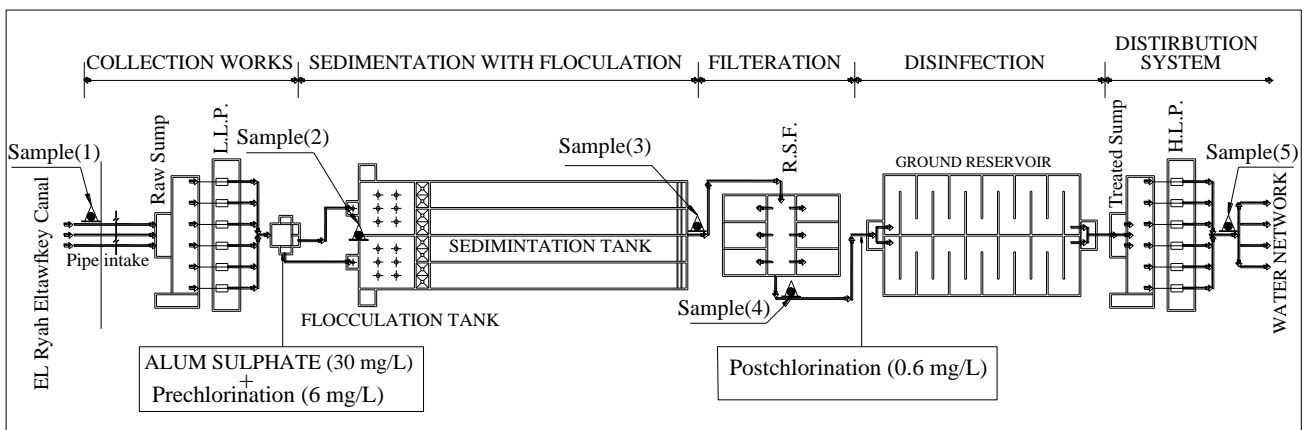 COLLECTION WORKS
SEDIMENTATION WITH FLOCULATION
FILTERATION
DISINFECTION
DISTIRBUTION
SYSTEM
Sample(1)
Raw Sump
L.L.P.
Sample(2)
Sample(3)
R.S.F.
GROUND RESERVOIR
Treated Sump
H.L.P.
Sample(5)
EL Ryah Eltawfkey Canal
Pipe intake
SEDIMINTATION TANK
Sample(4)
WATER NETWORK
FLOCCULATION TANK
ALUM SULPHATE (30 mg/L)
+
Prechlorination (6 mg/L)
Postchlorination (0.6 mg/L)